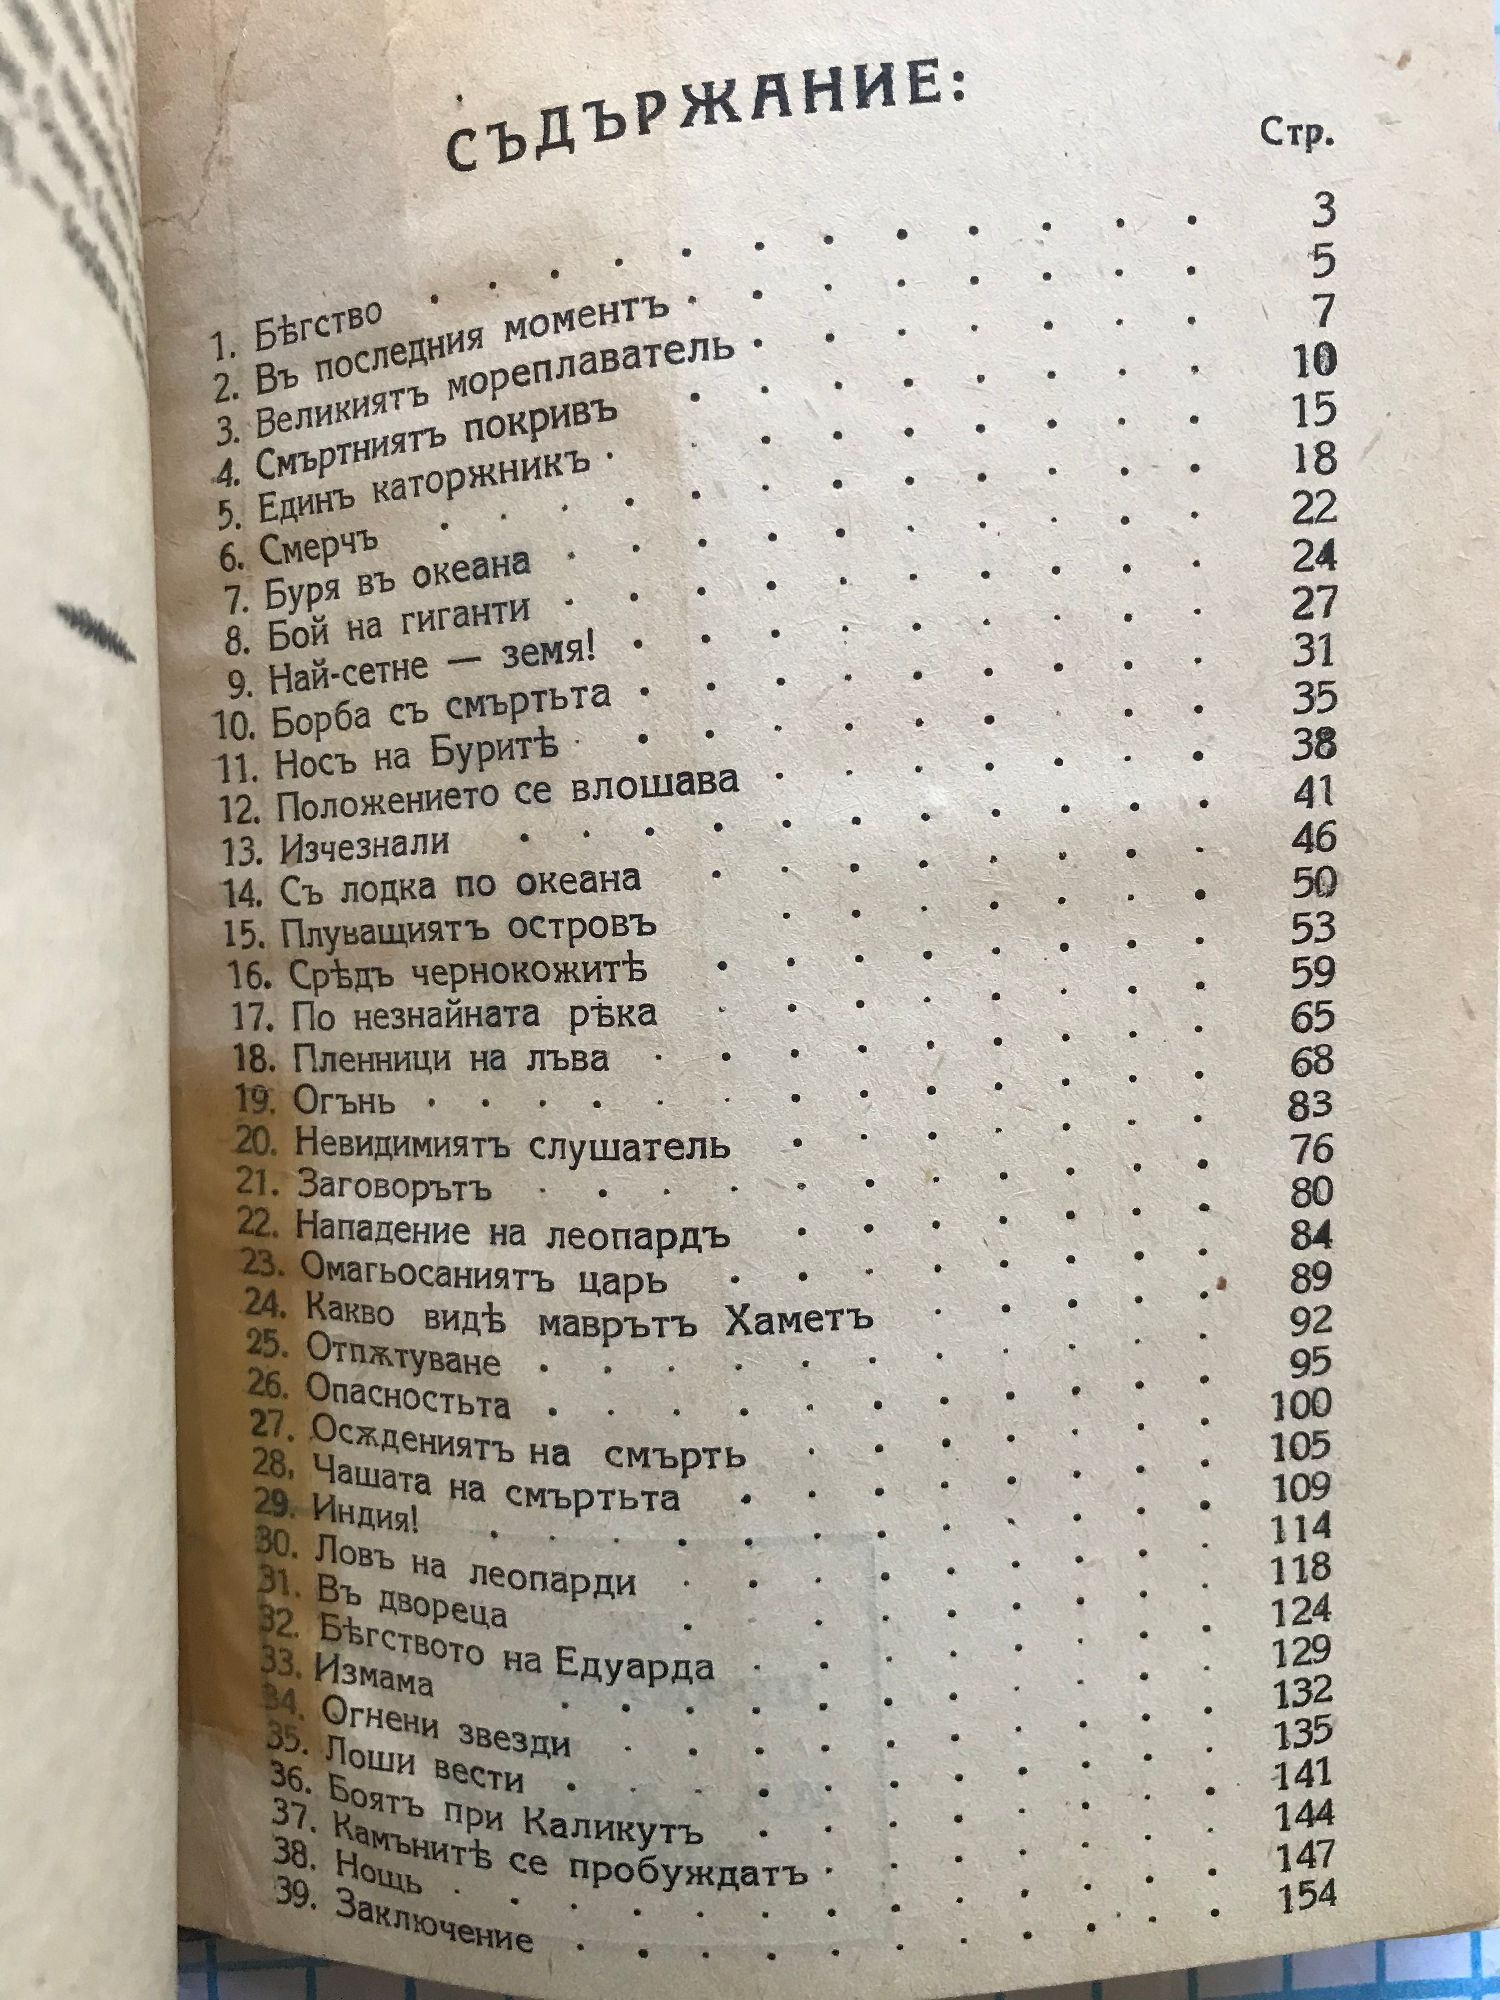 СЪДЪРЖАНИЕ:
Стр.
1. Бѣгство . . . . . . . . . . . . 3
2. Въ последния моментъ . . . . . . . . 5
3. Великиятъ мореплаватель . . . . . . . 7
4. Смъртниятъ покривъ . . . . . . . . 10
5. Единъ каторжникъ . . . . . . . . 15
6. Смерчъ . . . . . . . . . . . . 18
7. Буря въ океана . . . . . . . . . . 22
8. Бой на гиганти . . . . . . . . . . 24
9. Най-сетне — земя! . . . . . . . . . 27
10. Борба съ смъртьта . . . . . . . . . 31
11. Носъ на Буритѣ . . . . . . . . . . 35
12. Положението се влошава . . . . . . . 38
13. Изчезнали . . . . . . . . . . . 41
14. Съ лодка по океана . . . . . . . . 46
15. Плуващиятъ островъ . . . . . . . 50
16. Срѣдъ чернокожитѣ . . . . . . . . 53
17. По незнайната рѣка . . . . . . . 59
18. Пленници на лъва . . . . . . . . . 65
19. Огънь . . . . . . . . . . . . 68
20. Невидимиятъ слушатель . . . . . . . 83
21. Заговорътъ . . . . . . . . . . . 76
22. Нападение на леопардъ . . . . . . . 80
23. Омагьосаниятъ царь . . . . . . . . 84
24. Какво видѣ маврътъ Хаметъ . . . . . 89
25. Отпѫтуване . . . . . . . . . . . 92
26. Опасностьта . . . . . . . . . . . 95
27. Осѫдениятъ на смърть . . . . . . . 100
28. Чашата на смъртьта . . . . . . . . 105
29. Индия! . . . . . . . . . . . . 109
30. Ловъ на леопарди . . . . . . . . . 114
31. Въ двореца . . . . . . . . . 118
32. Бѣгството на Едуарда . . . . . . . . 124
33. Измама . . . . . . . . . . . 129
34. Огнени звезди . . . . . . . . . . 132
35. Лоши вести . . . . . . . . . . . 135
36. Боятъ при Каликутъ . . . . . . . . 141
37. Камънитѣ се пробуждатъ . . . . . . . 144
38. Нощь . . . . . . . . . . . . 147
39. Заключение . . . . . . . . . . . 154